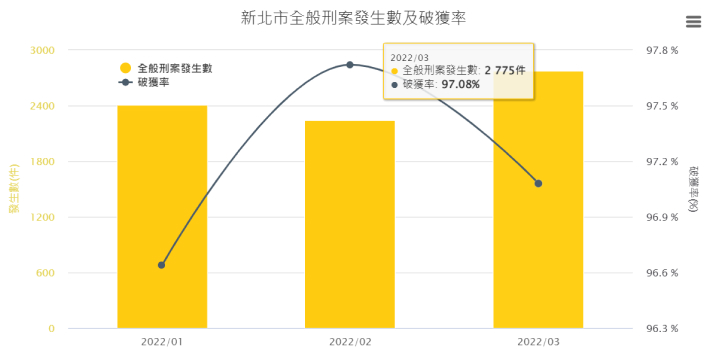 新北市全般刑案發生數及破獲率
3000
2400
1800
1200
600
0
發生數(件)
全般刑案發生數
破獲率
2022/03
全般刑案發生數: 2 775件
破獲率: 97.08%
97.8 %
97.5 %
97.2 %
96.9 %
96.6 %
96.3 %
破獲率(%)
2022/01
2022/02
2022/03